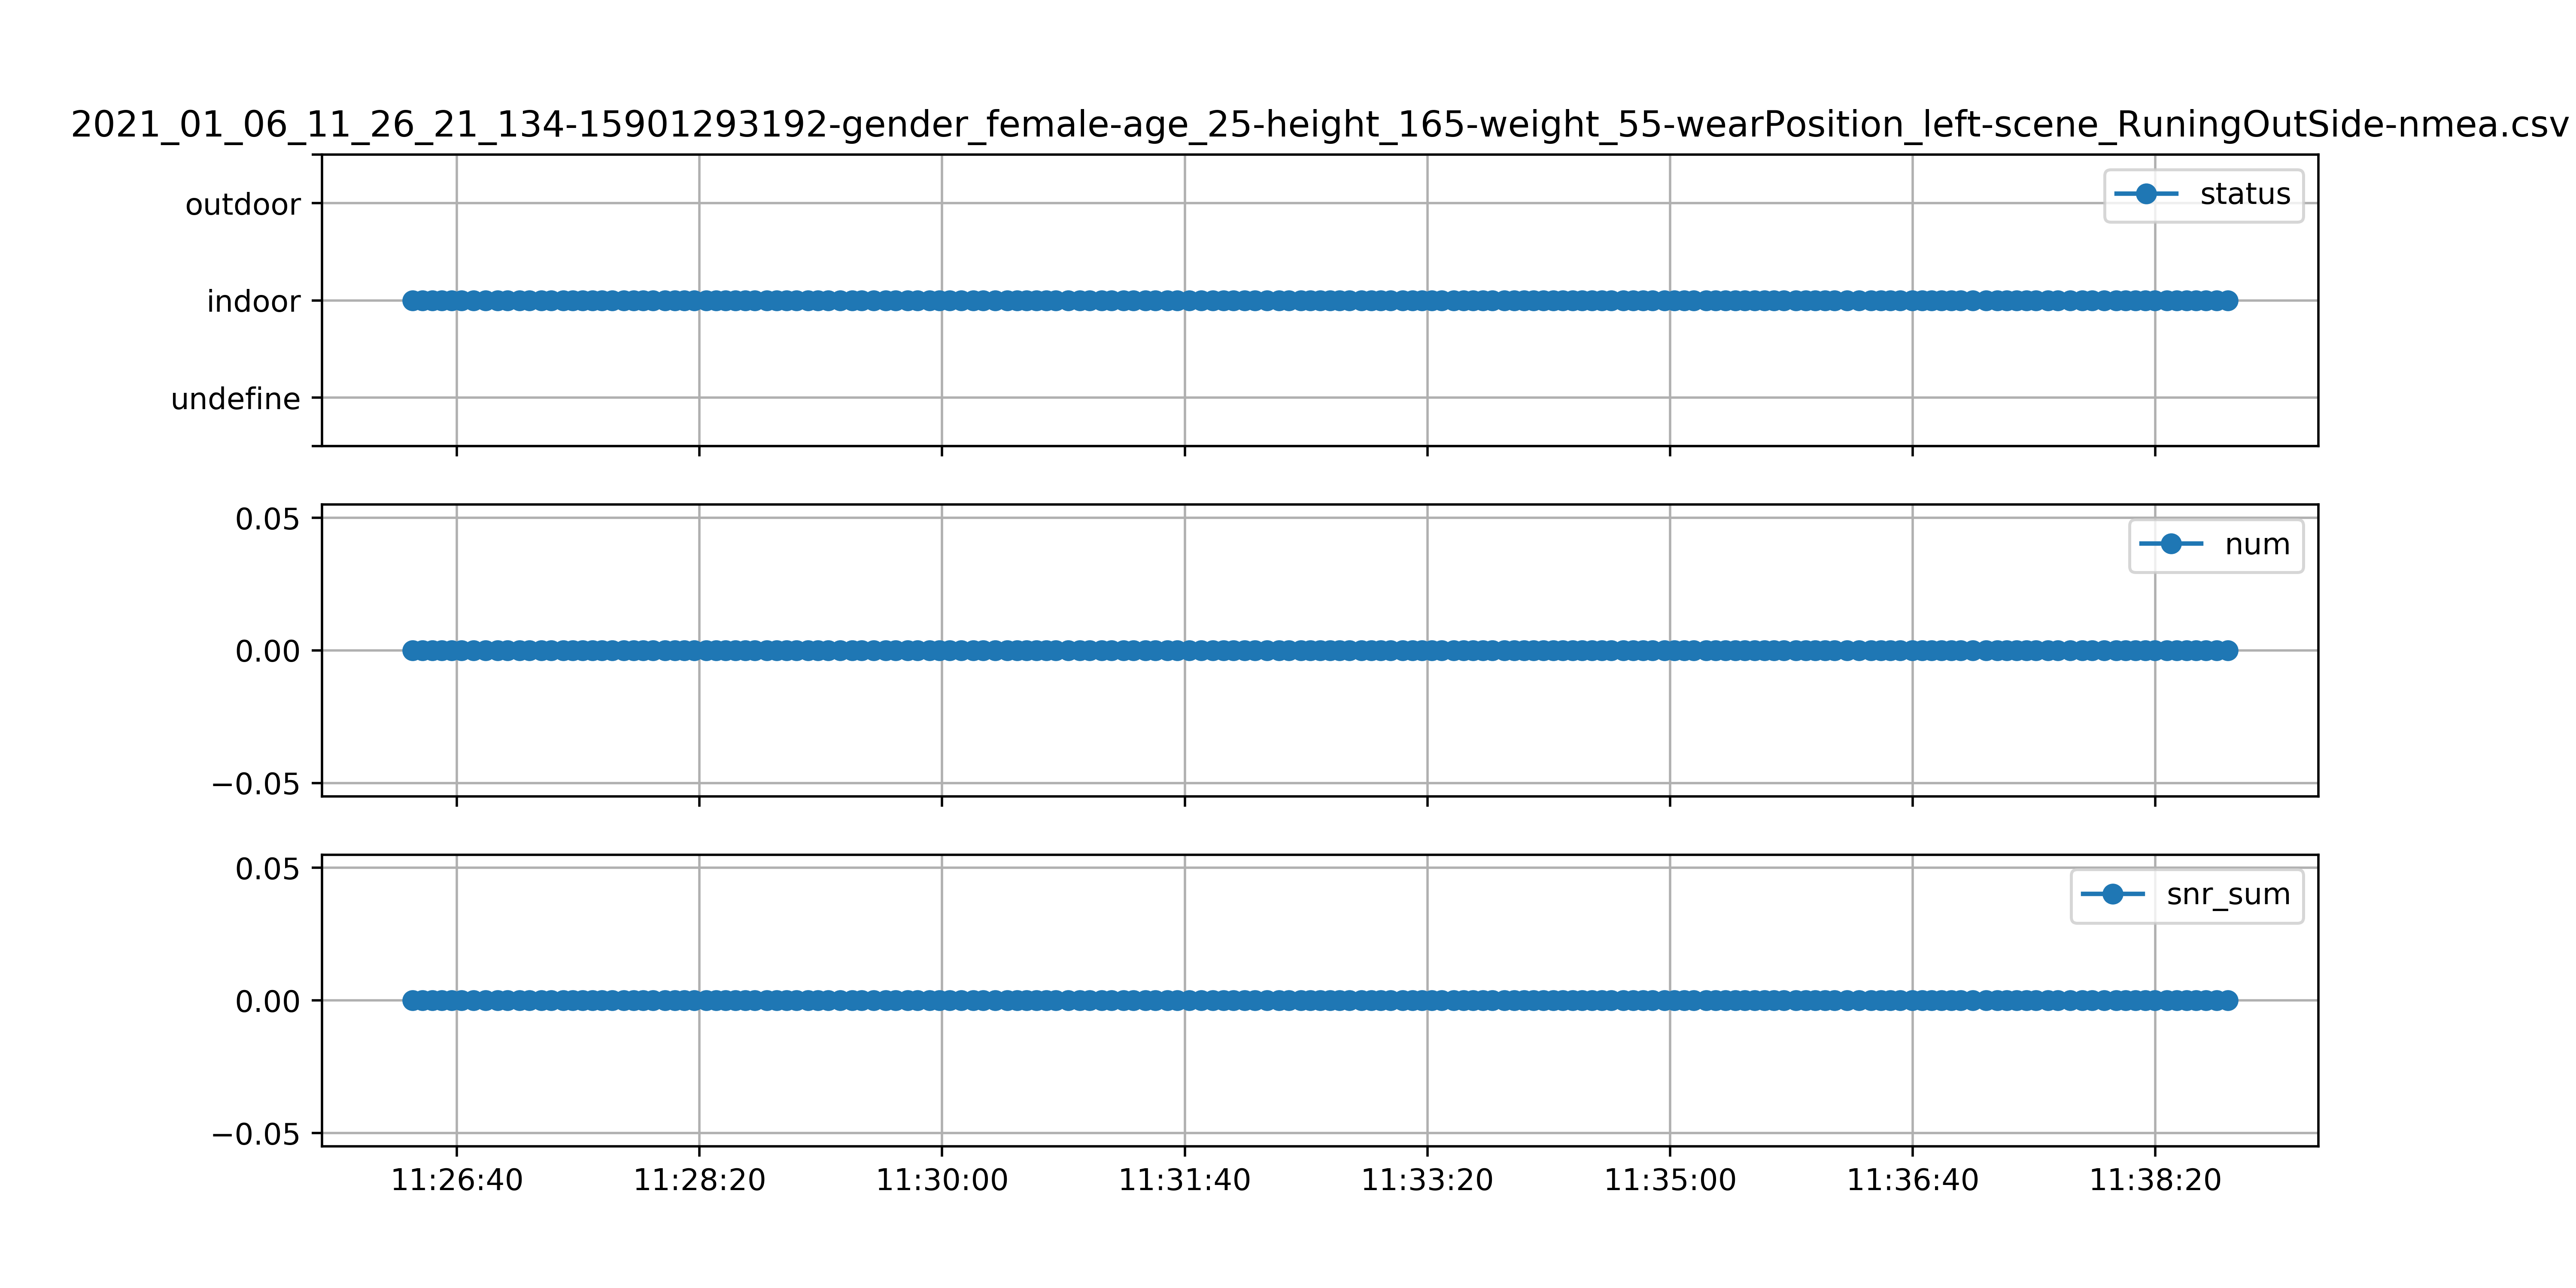 2021_01_06_11_26_21_134-15901293192-gender_female-age_25-height_165-weight_55-wearPosition_left-scene_RuningOutSide-nmea.csv
outdoor
status
indoor
undefine
0.05
num
0.00
−0.05
0.05
snr_sum
0.00
−0.05
11:26:40 11:28:20 11:30:00 11:31:40 11:33:20 11:35:00 11:36:40 11:38:20